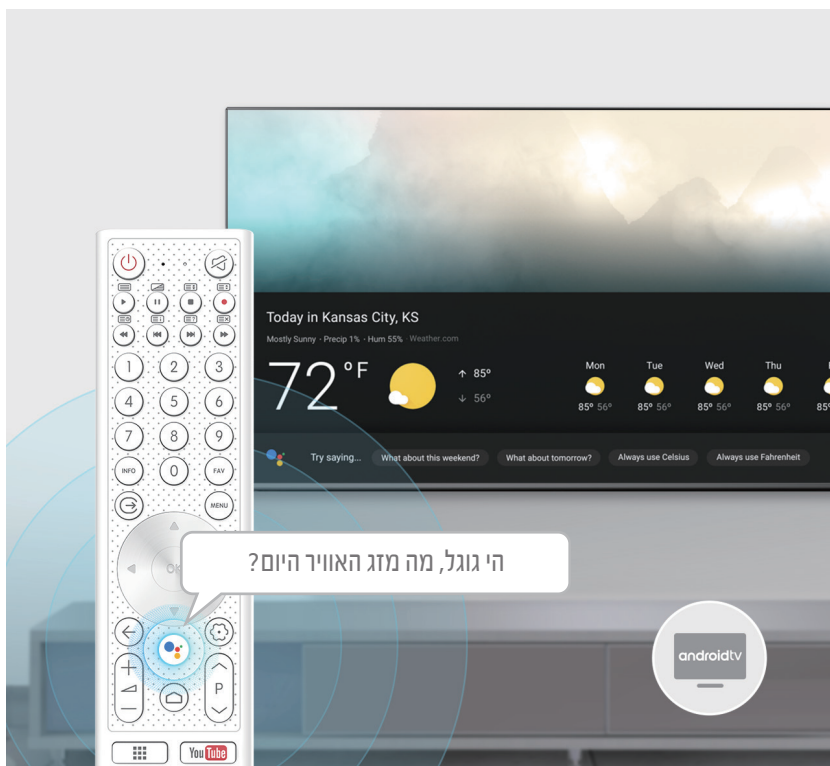 Today in Kansas City, KS
Mostly Sunny · Precip 1% · Hum 55% · Weather.com
72 °F
↑ 85°
↓ 56°
Mon Tue Wed Thu
85° 56° 85° 56° 85° 56° 85° 56° 85°
Try saying... What about this weekend? What about tomorrow? Always use Celsius Always use Fahrenheit
1 2 3
4 5 6
7 8 9
INFO 0 FAV
MENU
הי גוגל, מה מזג האוויר היום?
P
androidtv
YouTube